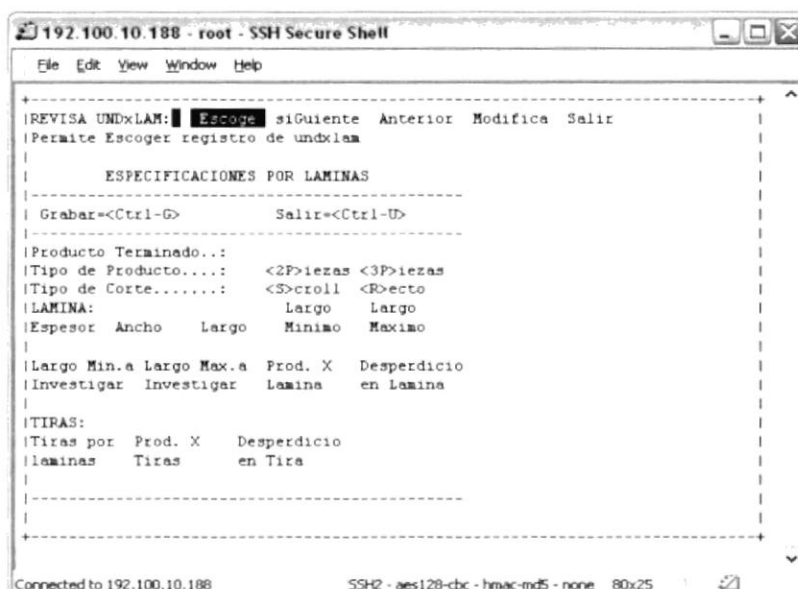 192.100.10.188 - root - SSH Secure Shell
File Edit View Window Help
REVISA UNDxLAM: Escoge siGuiente Anterior Modifica Salir
Permite Escoger registro de undxlam
ESPECIFICACIONES POR LAMINAS
Grabar=<Ctrl-G> Salir=<Ctrl-U>
Producto Terminado..:
Tipo de Producto....: <2P>iezas <3P>iezas
Tipo de Corte.......: <S>croll <R>ecto
LAMINA: Largo Largo
Espesor Ancho Largo Minimo Maximo
Largo Min.a Largo Max.a Prod. X Desperdicio
Investigar Investigar Lamina en Lamina
TIRAS:
Tiras por Prod. X Desperdicio
laminas Tiras en Tira
Connected to 192.100.10.188 SSH2 - aes128-cbc - hmac-md5 - none 80x25